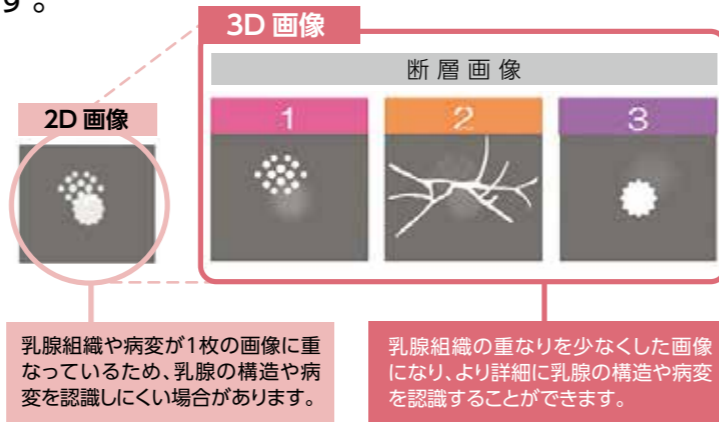 す。
3D 画像
断層画像
2D 画像
1
2
3
乳腺組織や病変が1枚の画像に重
なっているため、乳腺の構造や病
変を認識しにくい場合があります。
乳腺組織の重なりを少なくした画像
になり、より詳細に乳腺の構造や病変
を認識することができます。